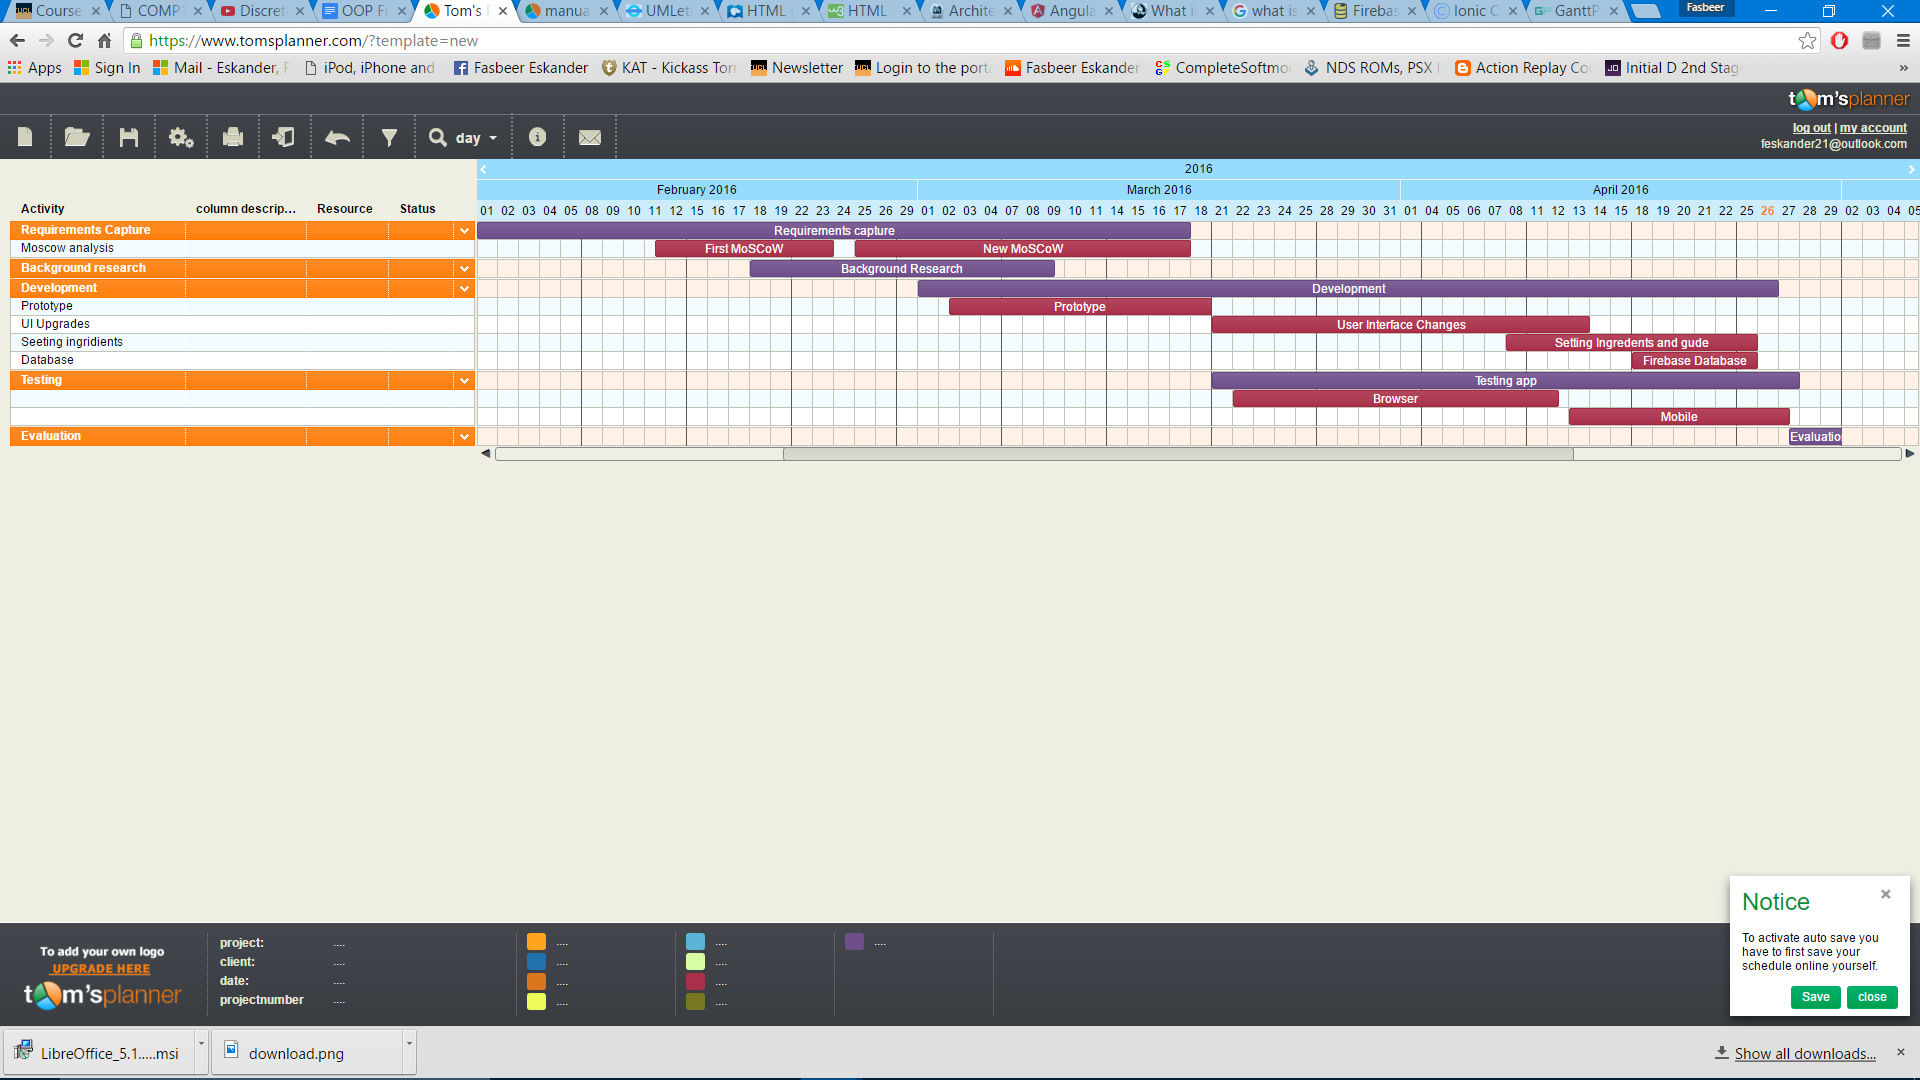 Course
COMPT
Discret
OOP Fi
Tom's
manua
UMLet
HTML
HTML
Archite
Angula
What i
what is
Firebas
Ionic C
GanttP
Fasbeer
https://www.tomsplanner.com/?template=new
Apps
Sign In
Mail - Eskander,
iPod, iPhone and
Fasbeer Eskander
KAT - Kickass Torr
Newsletter
Login to the port
Fasbeer Eskander
CompleteSoftmo
NDS ROMs, PSX
Action Replay Co
Initial D 2nd Stag
tom'splanner
day
log out | my account
feskander21@outlook.com
2016
February 2016 March 2016 April 2016
Activity column descrip... Resource Status
01 02 03 04 05 08 09 10 11 12 15 16 17 18 19 22 23 24 25 26 29 01 02 03 04 07 08 09 10 11 14 15 16 17 18 21 22 23 24 25 28 29 30 31 01 04 05 06 07 08 11 12 13 14 15 18 19 20 21 22 25 26 27 28 29 02 03 04 05
Requirements Capture Requirements capture
Moscow analysis First MoSCoW New MoSCoW
Background research Background Research
Development Development
Prototype Prototype
UI Upgrades User Interface Changes
Seeting ingridients Setting Ingredents and gude
Database Firebase Database
Testing Testing app
Browser
Mobile
Evaluation Evaluatio
Notice
To activate auto save you
have to first save your
schedule online yourself.
Save close
To add your own logo
UPGRADE HERE
tom'splanner
project: ....
client: ....
date: ....
projectnumber ....
....
....
....
....
....
....
....
....
....
LibreOffice_5.1.....msi
download.png
Show all downloads...